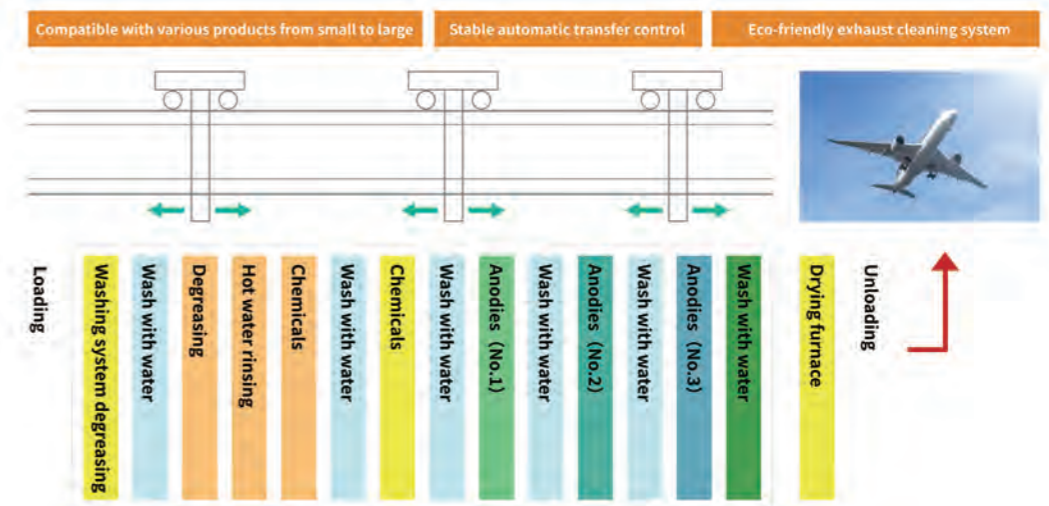 Compatible with various products from small to large
Stable automatic transfer control
Eco-friendly exhaust cleaning system
Loading
Washing system degreasing
Wash with water
Degreasing
Hot water rinsing
Chemicals
Wash with water
Chemicals
Wash with water
Anodies (No.1)
Wash with water
Anodies (No.2)
Wash with water
Anodies (No.3)
Wash with water
Drying furnace
Unloading